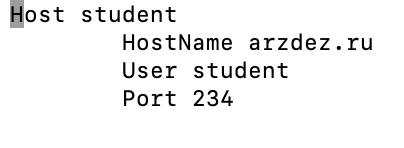 Host student
HostName arzdez.ru
User student
Port 234